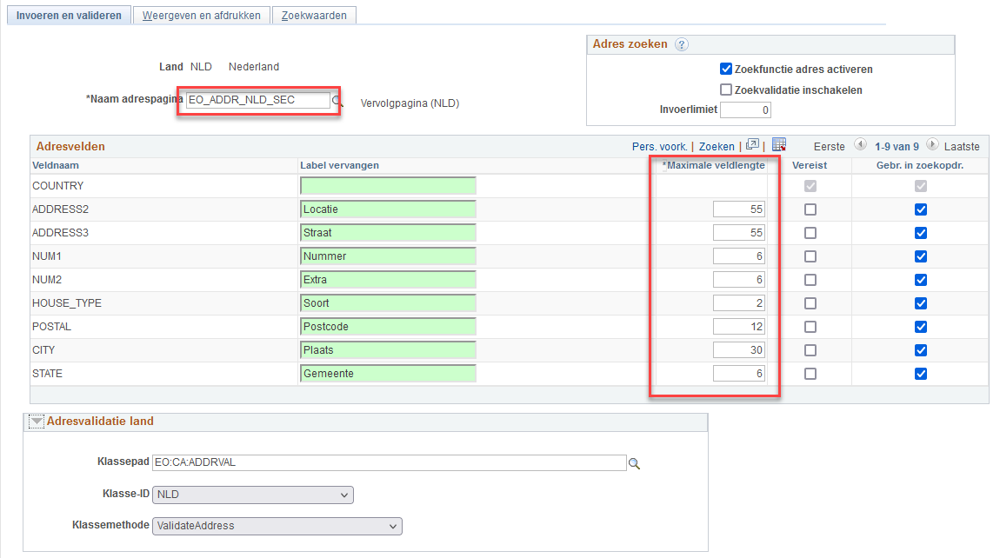 Invoeren en valideren Weergeven en afdrukken Zoekwaarden
Adres zoeken ?
Land NLD Nederland
Zoekfunctie adres activeren
*Naam adrespagina EO_ADDR_NLD_SEC Vervolgpagina (NLD)
Zoekvalidatie inschakelen
Invoerlimiet 0
Adresvelden Pers. voork. | Zoeken | | Eerste 1-9 van 9 Laatste
Veldnaam Label vervangen *Maximale veldlengte Vereist Gebr. in zoekopdr.
COUNTRY
ADDRESS2 Locatie 55
ADDRESS3 Straat 55
NUM1 Nummer 6
NUM2 Extra 6
HOUSE_TYPE Soort 2
POSTAL Postcode 12
CITY Plaats 30
STATE Gemeente 6
Adresvalidatie land
Klassepad EO:CA:ADDRVAL
Klasse-ID NLD
Klassemethode ValidateAddress